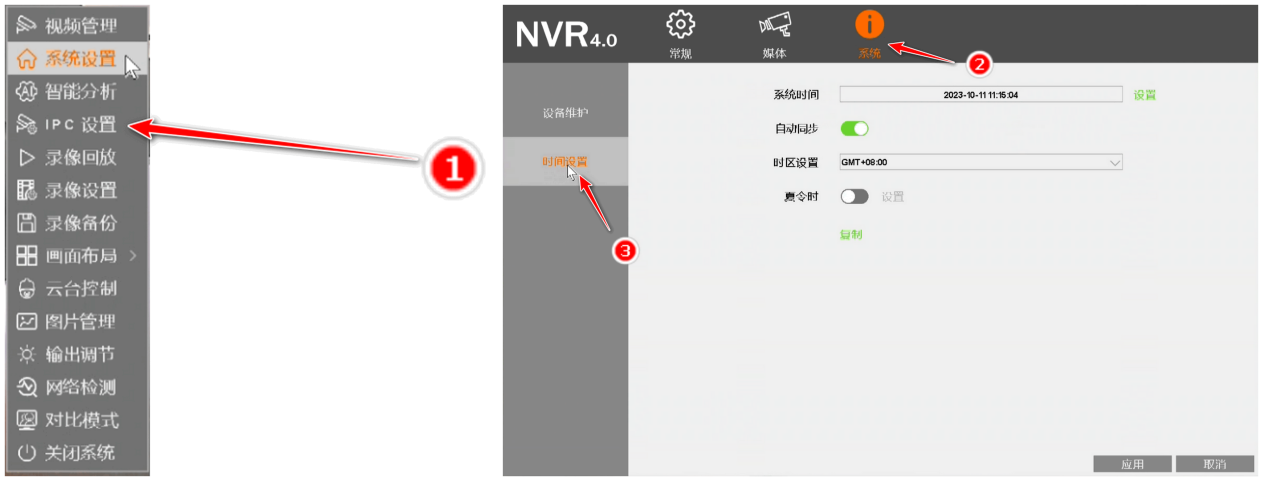 视频管理
系统设置
智能分析
IPC 设置
录像回放
录像设置
录像备份
画面布局 >
云台控制
图片管理
输出调节
网络检测
对比模式
关闭系统
1
NVR4.0
常规
媒体
系统
2
设备维护
时间设置
3
系统时间 2023-10-11 11:15:04 设置
自动同步
时区设置 GMT+08:00
夏令时 设置
复制
应用 取消